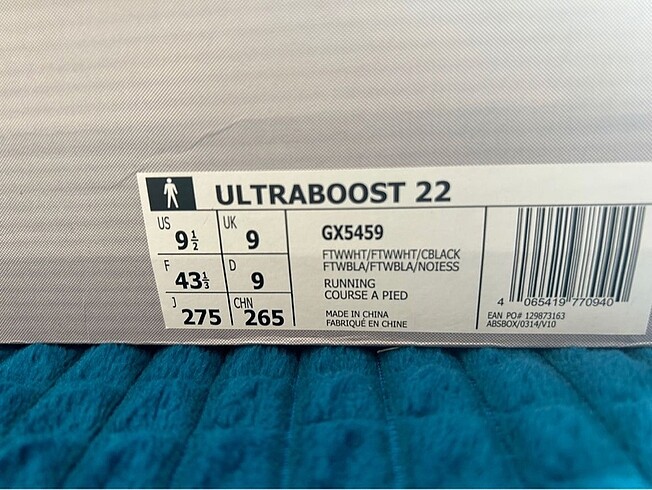 ULTRABOOST 22
US 9½ UK 9
F 43⅓ D 9
J 275 CHN 265
GX5459
FTWWHT/FTWWHT/CBLACK
FTWBLA/FTWBLA/NOIESS
RUNNING
COURSE A PIED
MADE IN CHINA
FABRIQUÉ EN CHINE
4 065419 770940
EAN PO# 129873163
ABSBOX/0314/V10